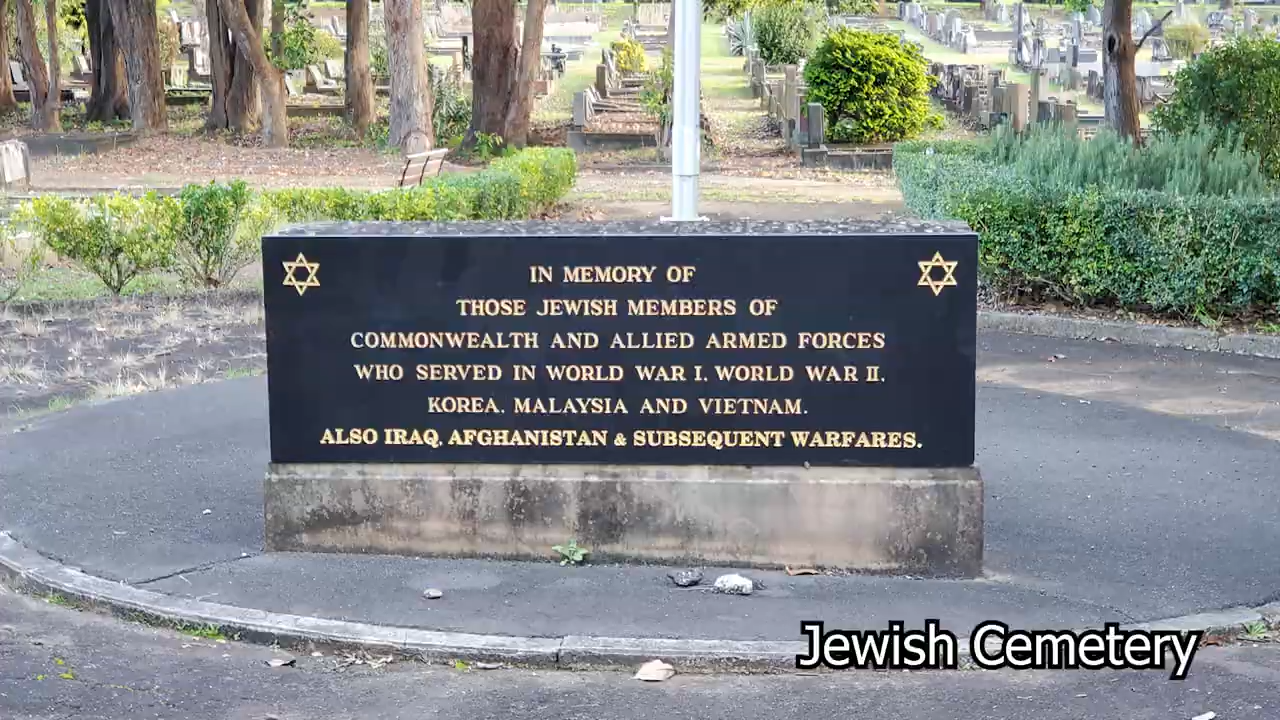 IN MEMORY OF
THOSE JEWISH MEMBERS OF
COMMONWEALTH AND ALLIED ARMED FORCES
WHO SERVED IN WORLD WAR I. WORLD WAR II.
KOREA. MALAYSIA AND VIETNAM.
ALSO IRAQ, AFGHANISTAN & SUBSEQUENT WARFARES.
Jewish Cemetery